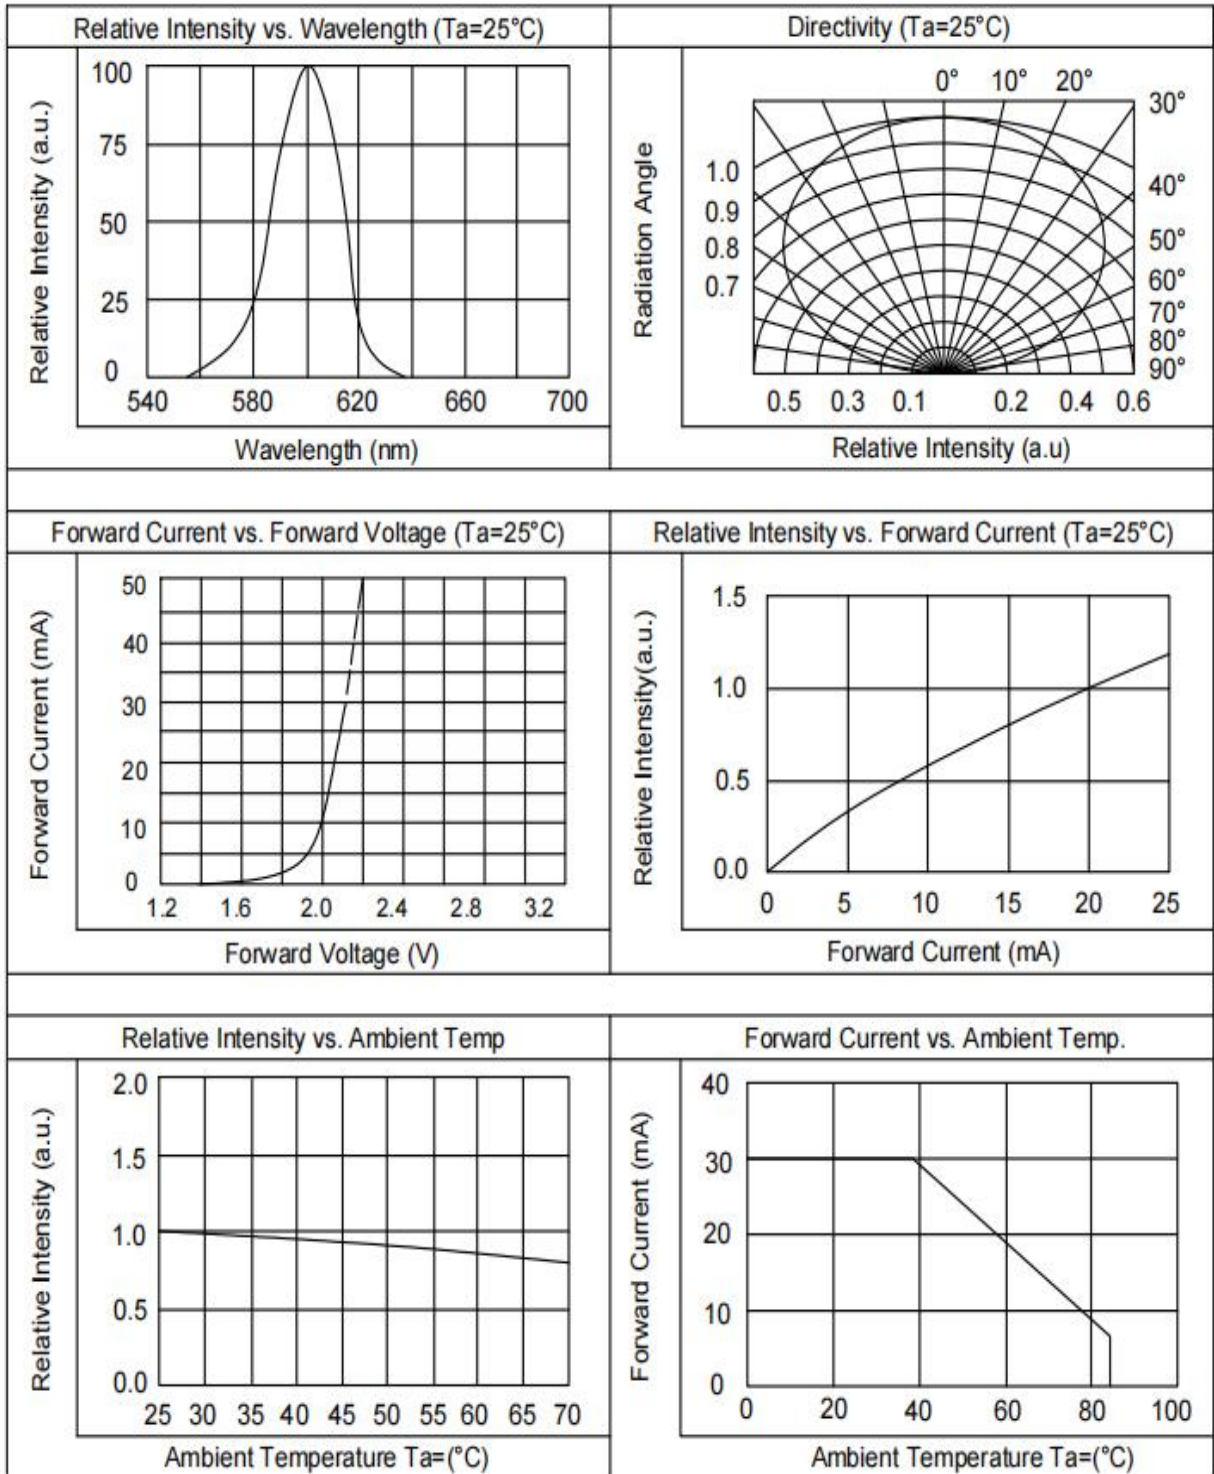 Relative Intensity vs. Wavelength (Ta=25°C)
Relative Intensity (a.u.)
100
75
50
25
0
540 580 620 660 700
Wavelength (nm)
Directivity (Ta=25°C)
Radiation Angle
0° 10° 20°
30°
40°
50°
60°
70°
80°
90°
1.0
0.9
0.8
0.7
0.5 0.3 0.1 0.2 0.4 0.6
Relative Intensity (a.u)
Forward Current vs. Forward Voltage (Ta=25°C)
Forward Current (mA)
50
40
30
20
10
0
1.2 1.6 2.0 2.4 2.8 3.2
Forward Voltage (V)
Relative Intensity vs. Forward Current (Ta=25°C)
Relative Intensity(a.u.)
1.5
1.0
0.5
0.0
0 5 10 15 20 25
Forward Current (mA)
Relative Intensity vs. Ambient Temp
Relative Intensity (a.u.)
2.0
1.5
1.0
0.5
0.0
25 30 35 40 45 50 55 60 65 70
Ambient Temperature Ta=(°C)
Forward Current vs. Ambient Temp.
Forward Current (mA)
40
30
20
10
0
0 20 40 60 80 100
Ambient Temperature Ta=(°C)